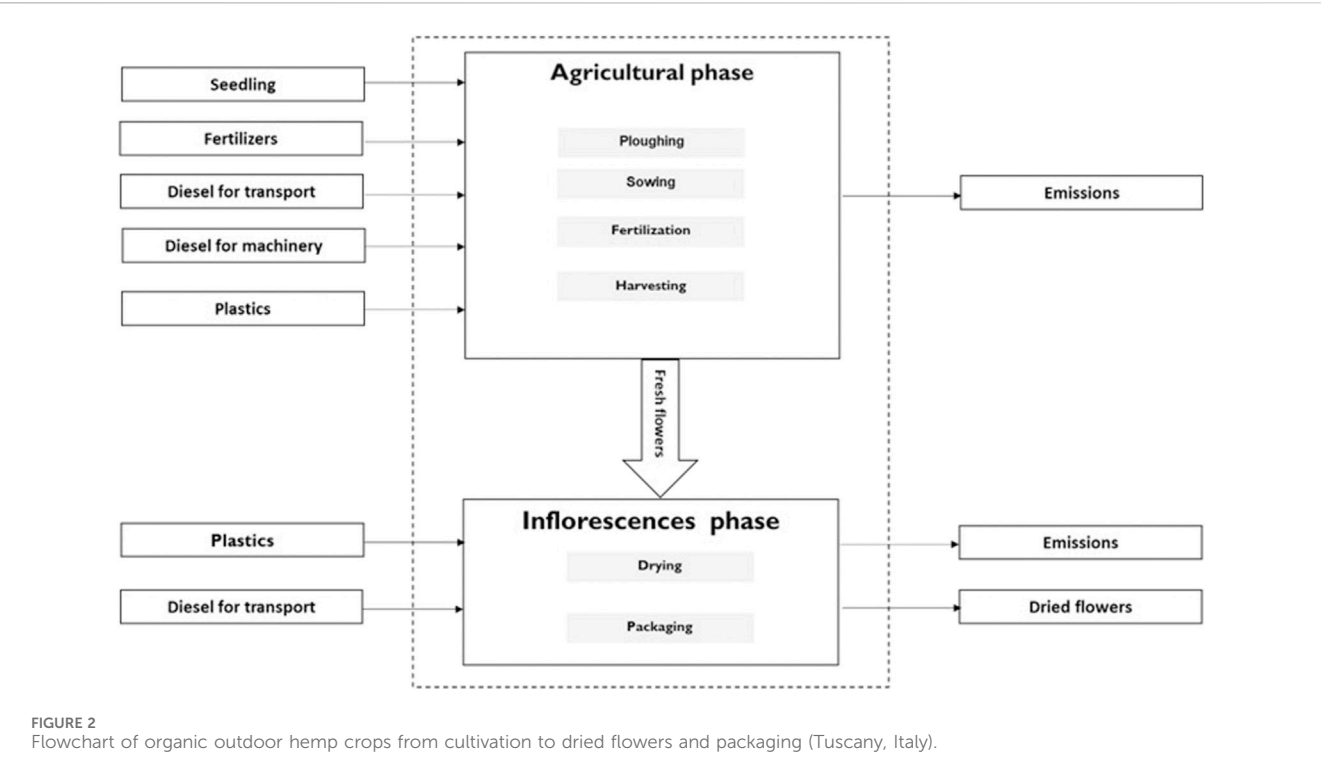 Seedling
Fertilizers
Diesel for transport
Diesel for machinery
Plastics
Agricultural phase
Ploughing
Sowing
Fertilization
Harvesting
Emissions
Fresh flowers
Plastics
Diesel for transport
Inflorescences phase
Drying
Packaging
Emissions
Dried flowers
FIGURE 2
Flowchart of organic outdoor hemp crops from cultivation to dried flowers and packaging (Tuscany, Italy).